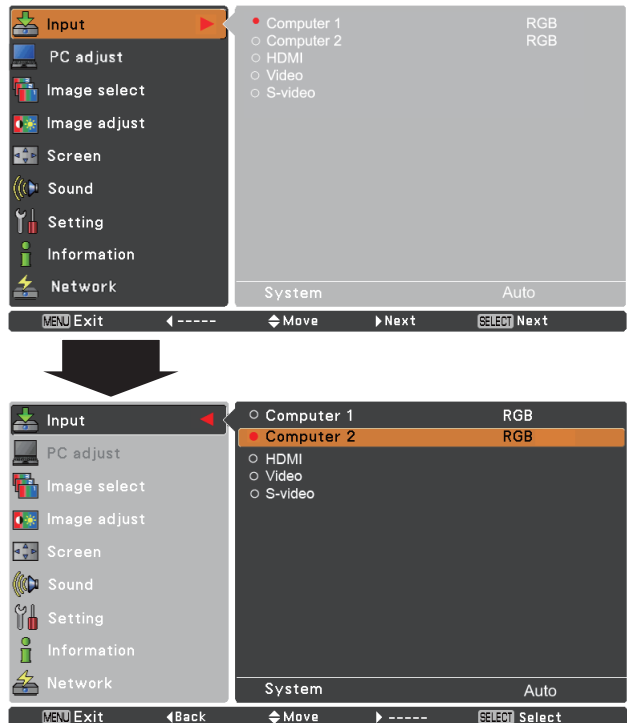 Input
PC adjust
Image select
Image adjust
Screen
Sound
Setting
Information
Network
Computer 1 RGB
Computer 2 RGB
HDMI
Video
S-video
System Auto
MENU Exit ----- Move Next SELECT Next
Input
PC adjust
Image select
Image adjust
Screen
Sound
Setting
Information
Network
Computer 1 RGB
Computer 2 RGB
HDMI
Video
S-video
System Auto
MENU Exit Back Move ----- SELECT Select